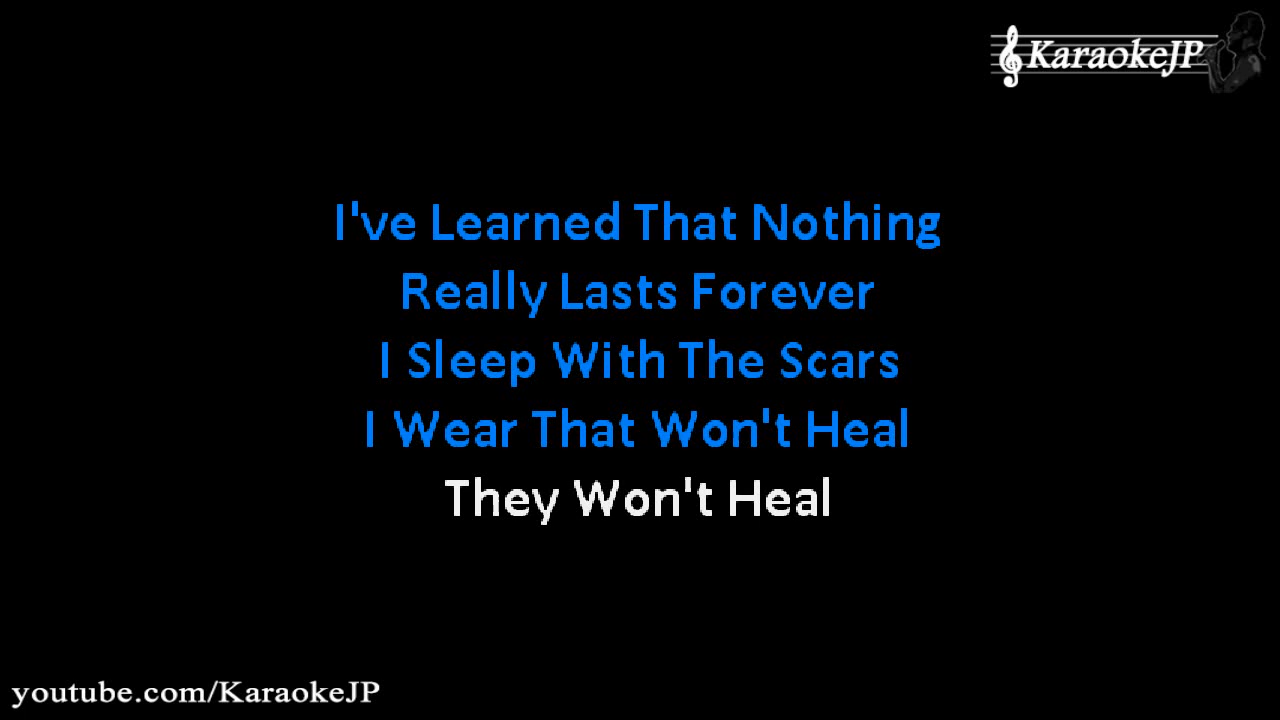 KaraokeJP
I've Learned That Nothing
Really Lasts Forever
I Sleep With The Scars
I Wear That Won't Heal
They Won't Heal
youtube.com/KaraokeJP